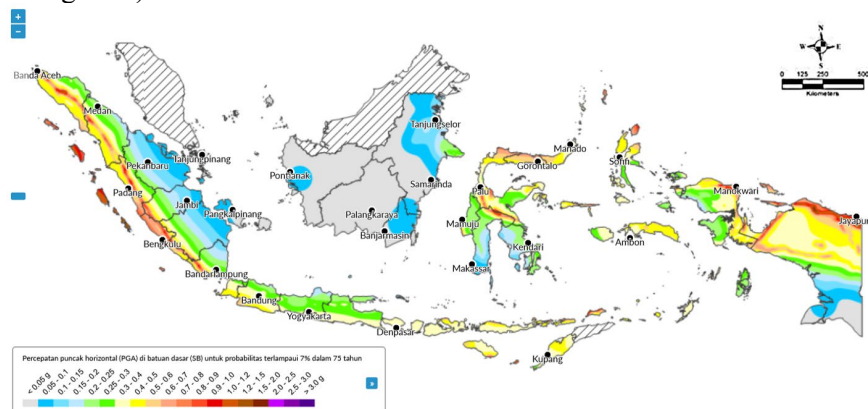 +
−
N
W E
S
0 125 250 500
Kilometers
Banda Aceh
Medan
Tanjungselor
Manado
Pekanbaru
Tanjungpinang
Gorontalo
Sofifi
Pontianak
Samarinda
Manokwari
Padang
Palu
Jambi
Pangkalpinang
Palangkaraya
Mamuju
Jayapura
Bengkulu
Banjarmasin
Kendari
Ambon
Makassar
Bandarlampung
Bandung
Yogyakarta
Denpasar
Kupang
Percepatan puncak horizontal (PGA) di batuan dasar (SB) untuk probabilitas terlampui 7% dalam 75 tahun
< 0.05 g
0.05 - 0.1
0.1 - 0.15
0.15 - 0.2
0.2 - 0.25
0.25 - 0.3
0.3 - 0.4
0.4 - 0.5
0.5 - 0.6
0.6 - 0.7
0.7 - 0.8
0.8 - 0.9
0.9 - 1.0
1.0 - 1.2
1.2 - 1.5
1.5 - 2.0
2.0 - 2.5
2.5 - 3.0
> 3.0 g
»